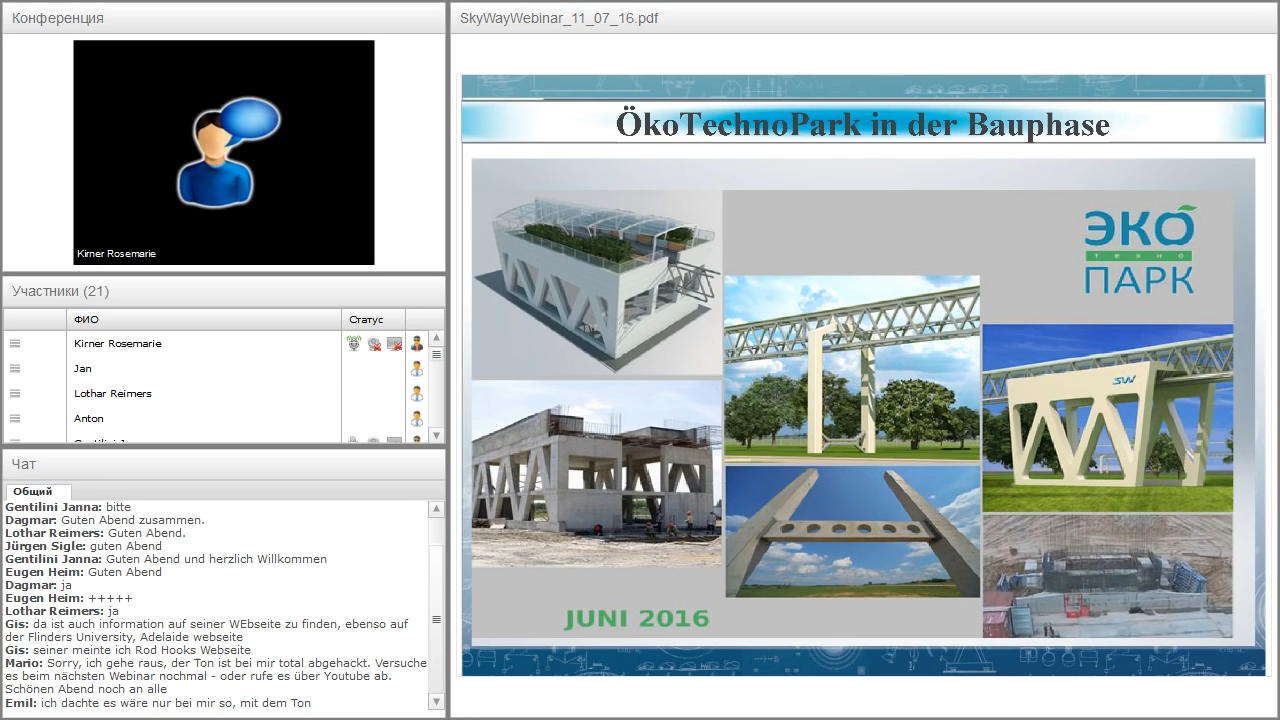 Конференция
Kirner Rosemarie
Участники (21)
ФИО
Статус
Kirner Rosemarie
Jan
Lothar Reimers
Anton
Чат
Общий
Gentilini Janna: bitte
Dagmar: Guten Abend zusammen.
Lothar Reimers: Guten Abend.
Jürgen Sigle: guten Abend
Gentilini Janna: Guten Abend und herzlich Willkommen
Eugen Heim: Guten Abend
Dagmar: ja
Eugen Heim: +++++
Lothar Reimers: ja
Gis: da ist auch information auf seiner WEbseite zu finden, ebenso auf
der Flinders University, Adelaide webseite
Gis: seiner meinte ich Rod Hooks Webseite
Mario: Sorry, ich gehe raus, der Ton ist bei mir total abgehackt. Versuche
es beim nächsten Webinar nochmal - oder rufe es über Youtube ab.
Schönen Abend noch an alle
Emil: ich dachte es wäre nur bei mir so, mit dem Ton
SkyWayWebinar_11_07_16.pdf
ÖkoTechnoPark in der Bauphase
ЭКО
техно
ПАРК
SW
JUNI 2016